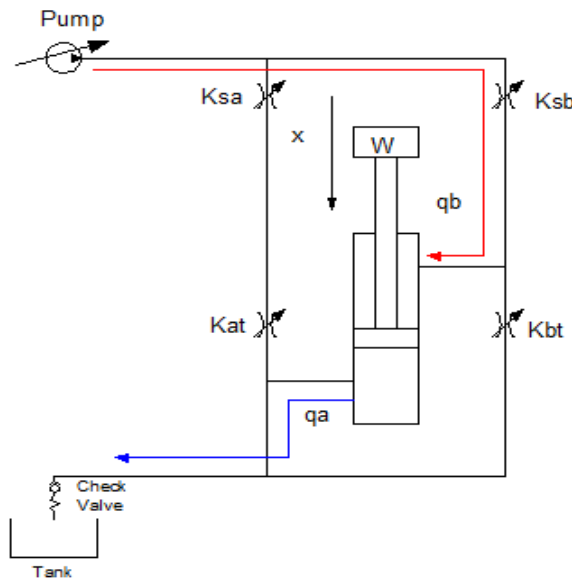 Pump
Ksa
Ksb
x
W
qb
Kat
Kbt
qa
Check
Valve
Tank